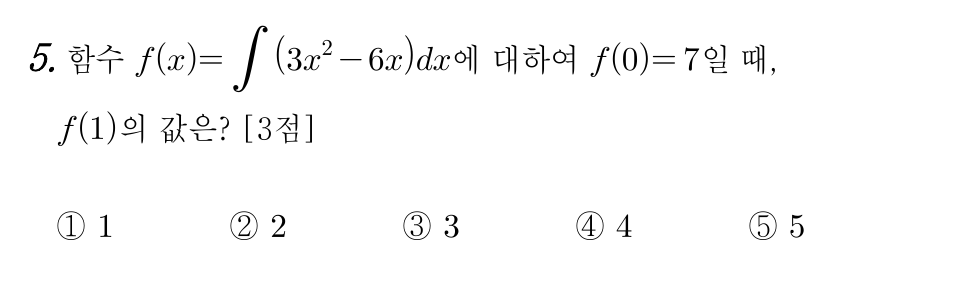 5. 함수 f(x)=∫(3x²−6x)dx에 대하여 f(0)=7일 때,
f(1)의 값은? [3점]
① 1 ② 2 ③ 3 ④ 4 ⑤ 5